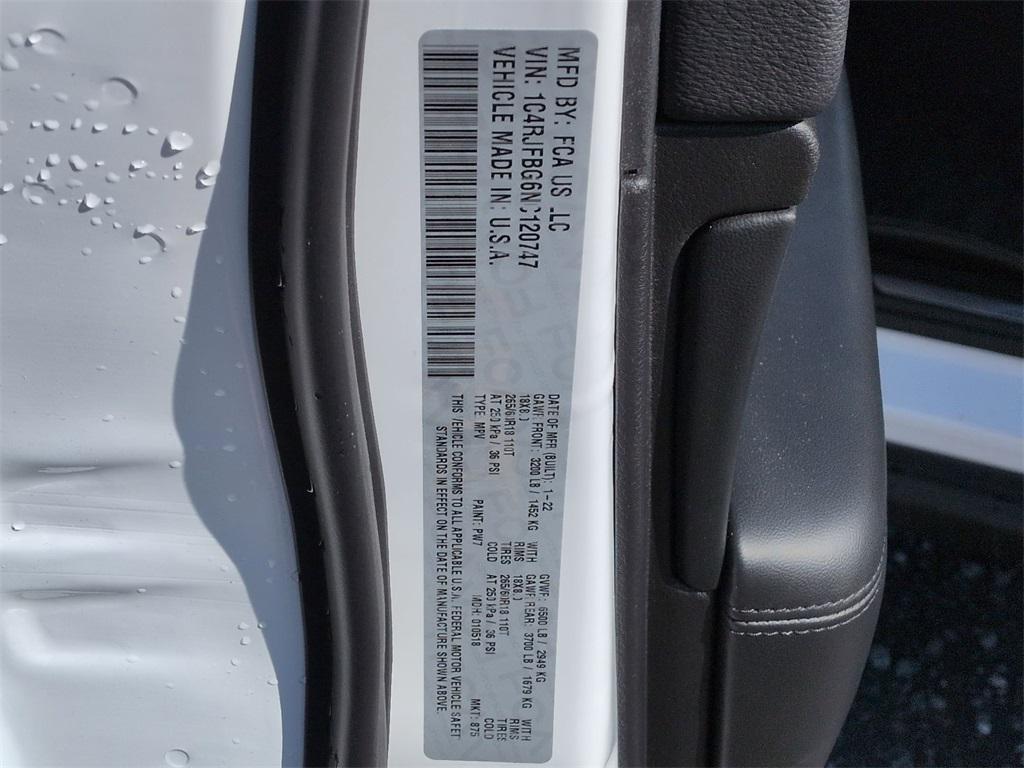 MFD BY: FCA US LLC
VIN: 1C4RJFBG6NC120747
VEHICLE MADE IN: U.S.A.
DATE OF MFR (BUILT): 1-22 GVWR: 6500 LB / 2949 KG
GAWR FRONT: 3200 LB / 1452 KG WITH GAWR REAR: 3700 LB / 1679 KG WITH
18X8.0 RIMS 18X8.0 RIMS
265/60R18 110T TIRES 265/60R18 110T TIRES
AT 250 kPa / 36 PSI COLD AT 250 kPa / 36 PSI COLD
TYPE: MPV PAINT: PW7 MDH: 010518 MKT: 875
THIS VEHICLE CONFORMS TO ALL APPLICABLE U.S.A. FEDERAL MOTOR VEHICLE SAFETY
STANDARDS IN EFFECT ON THE DATE OF MANUFACTURE SHOWN ABOVE.